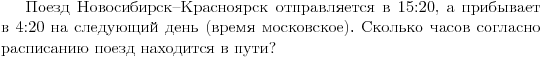 Поезд Новосибирск–Красноярск отправляется в 15:20, а прибывает
в 4:20 на следующий день (время московское). Сколько часов согласно
расписанию поезд находится в пути?